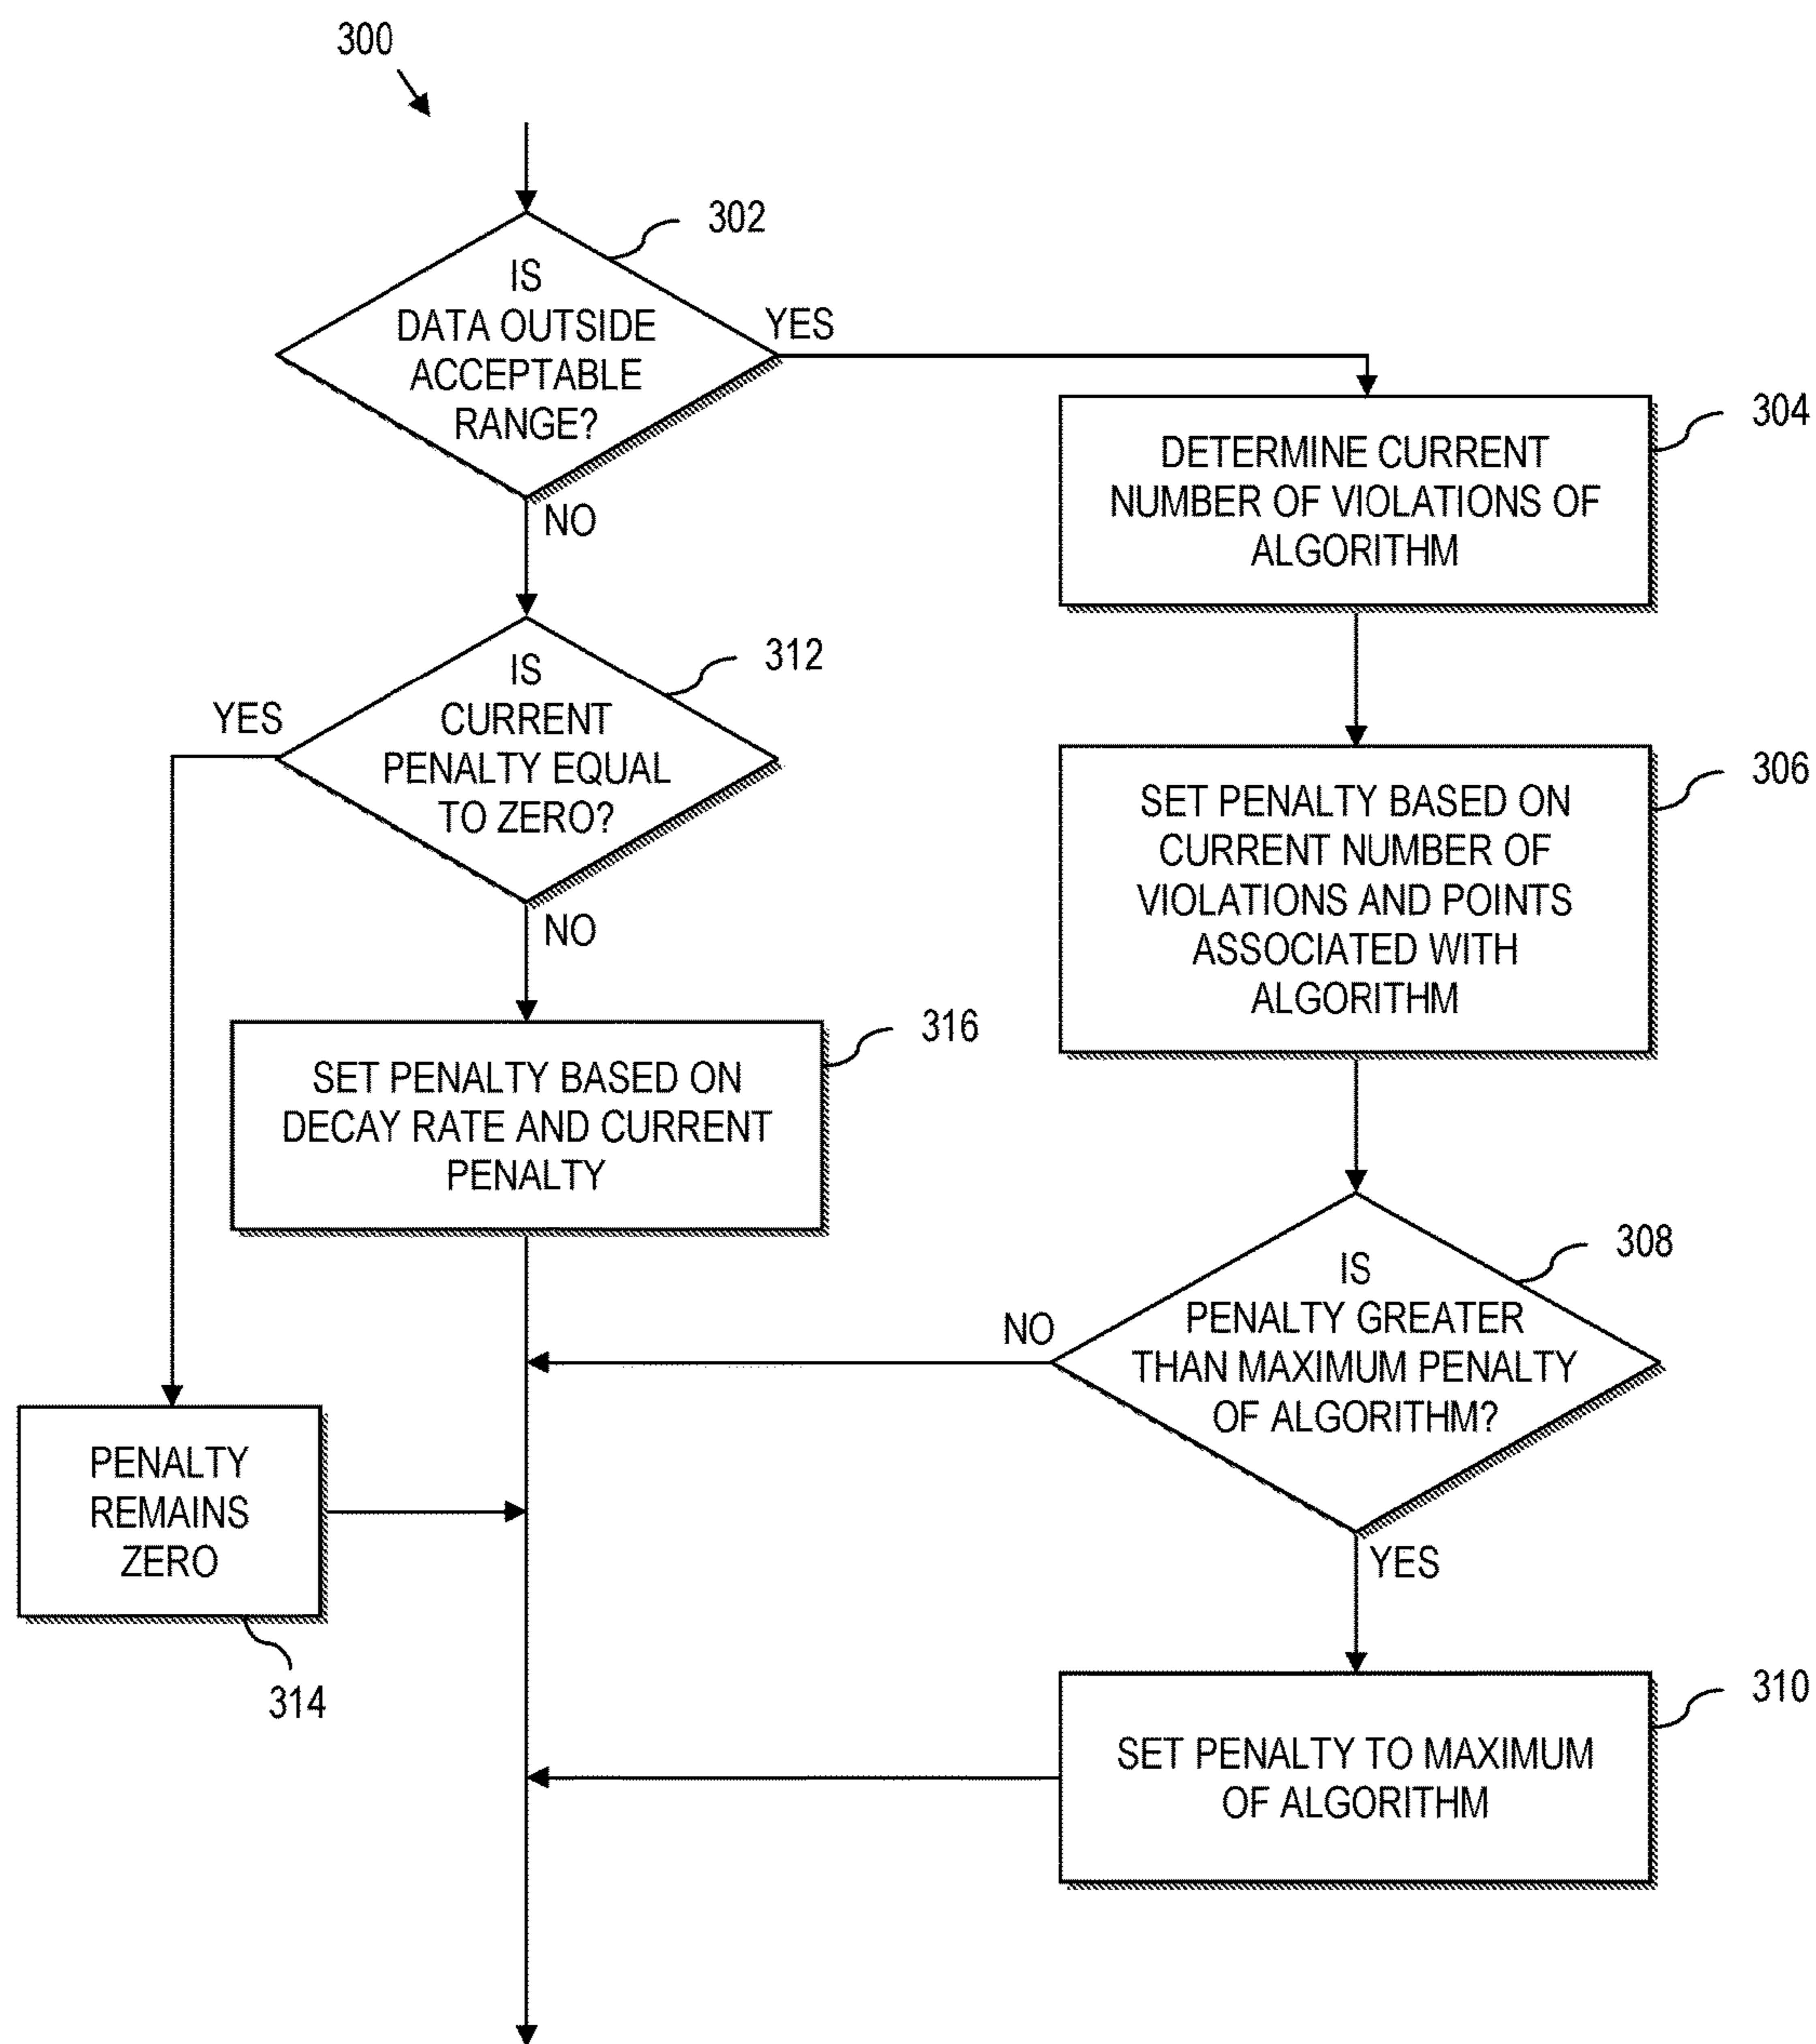 300
302
IS
DATA OUTSIDE
ACCEPTABLE
RANGE?
YES
NO
304
DETERMINE CURRENT
NUMBER OF VIOLATIONS OF
ALGORITHM
312
IS
CURRENT
PENALTY EQUAL
TO ZERO?
YES
NO
306
SET PENALTY BASED ON
CURRENT NUMBER OF
VIOLATIONS AND POINTS
ASSOCIATED WITH
ALGORITHM
316
SET PENALTY BASED ON
DECAY RATE AND CURRENT
PENALTY
308
IS
PENALTY GREATER
THAN MAXIMUM PENALTY
OF ALGORITHM?
NO
YES
PENALTY
REMAINS
ZERO
314
310
SET PENALTY TO MAXIMUM
OF ALGORITHM